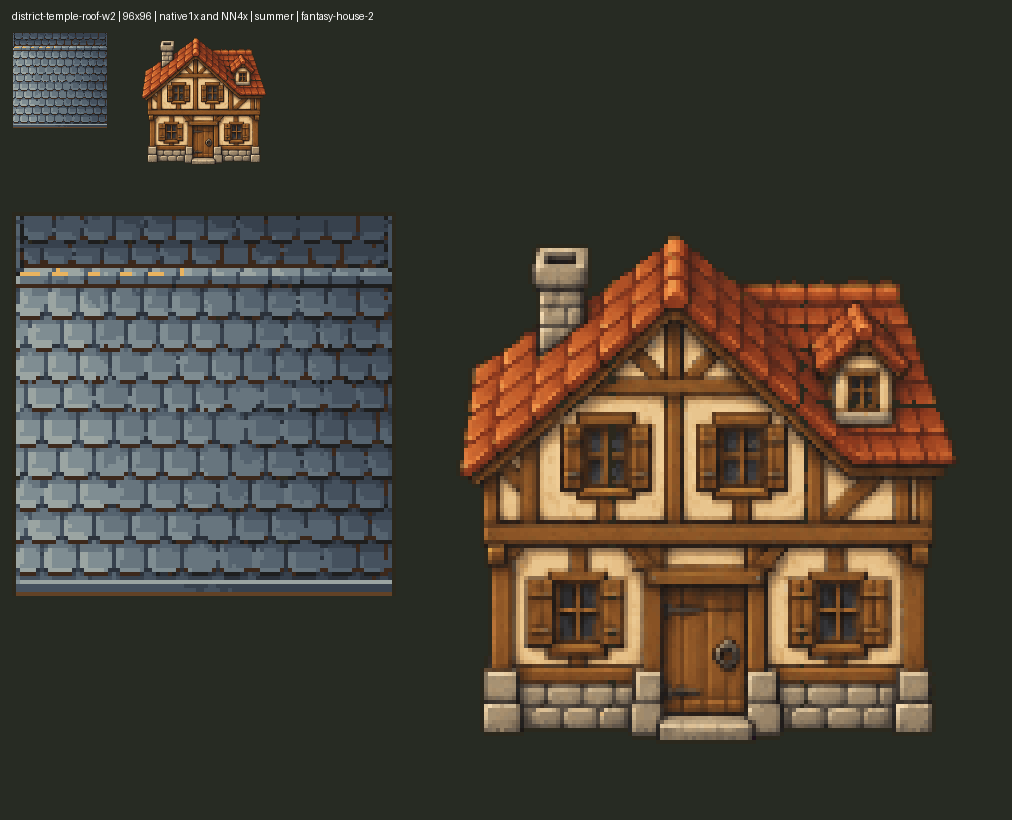 district-temple-roof-w2 | 96x96 | native1x and NN4x | summer | fantasy-house-2